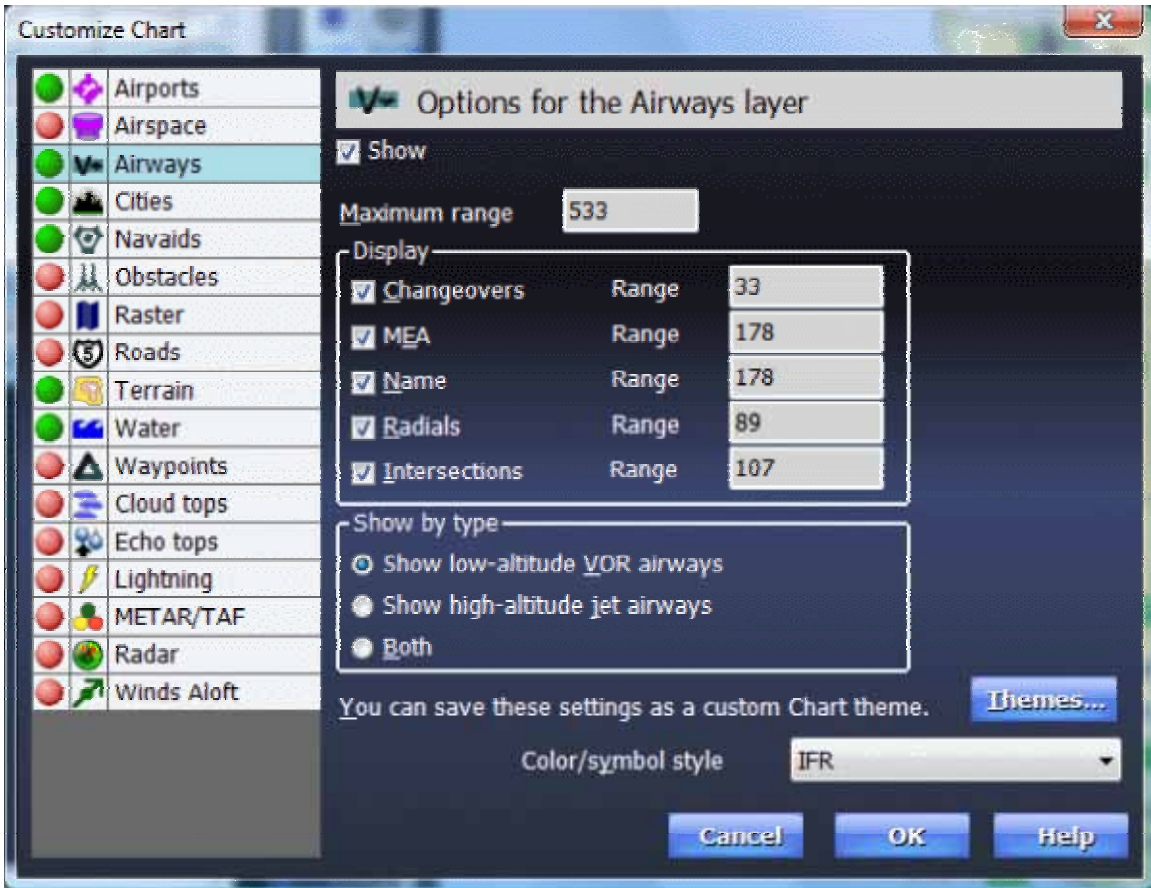 Customize Chart
x
Airports
Airspace
V Airways
Cities
Navaids
Obstacles
Raster
5 Roads
Terrain
Water
Waypoints
Cloud tops
Echo tops
Lightning
METAR/TAF
Radar
Winds Aloft
V Options for the Airways layer
Show
Maximum range 533
Display
Changeovers Range 33
MEA Range 178
Name Range 178
Radials Range 89
Intersections Range 107
Show by type
Show low-altitude VOR airways
Show high-altitude jet airways
Both
You can save these settings as a custom Chart theme. Themes...
Color/symbol style IFR
Cancel OK Help